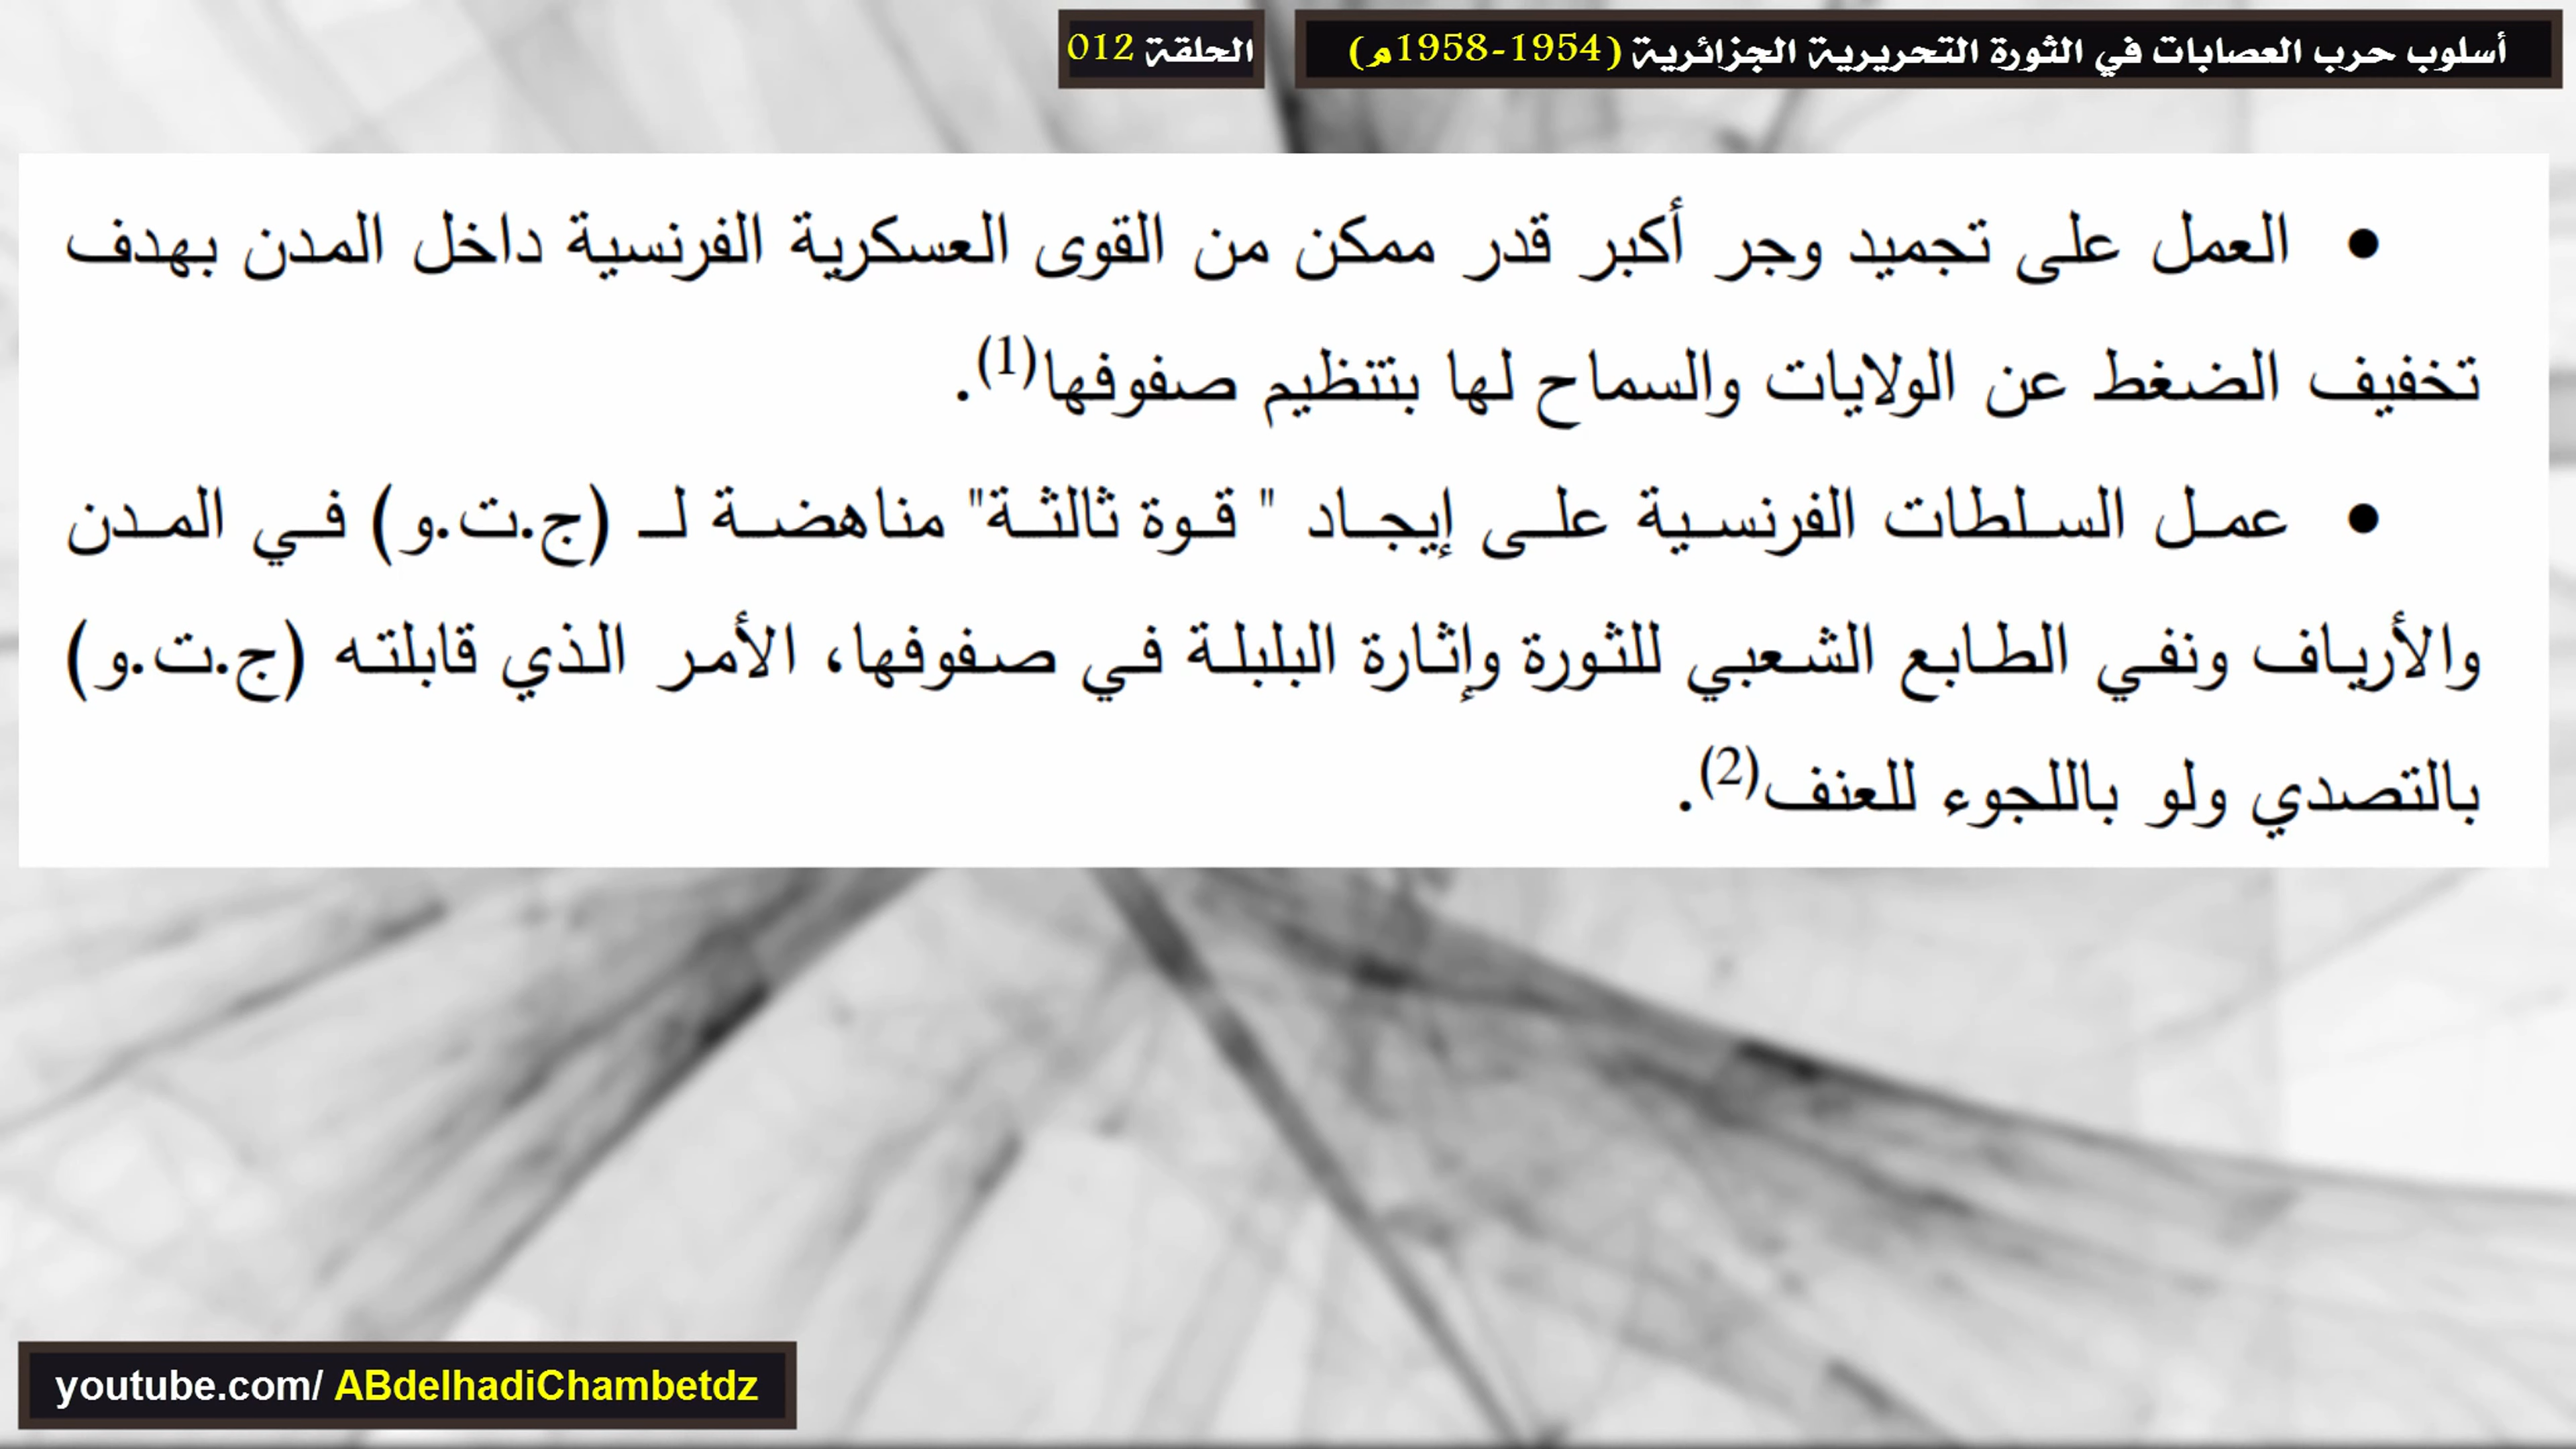 أسلوب حرب العصابات في الثورة التحريرية الجزائرية (1954-1958م)
الحلقة 012
• العمل على تجميد وجر أكبر قدر ممكن من القوى العسكرية الفرنسية داخل المدن بهدف
تخفيف الضغط عن الولايات والسماح لها بتنظيم صفوفها(1).
• عمل السلطات الفرنسية على إيجاد " قوة ثالثة" مناهضة لـ (ج.ت.و) في المدن
والأرياف ونفي الطابع الشعبي للثورة وإثارة البلبلة في صفوفها، الأمر الذي قابلته (ج.ت.و)
بالتصدي ولو باللجوء للعنف(2).
youtube.com/ ABdelhadiChambetdz